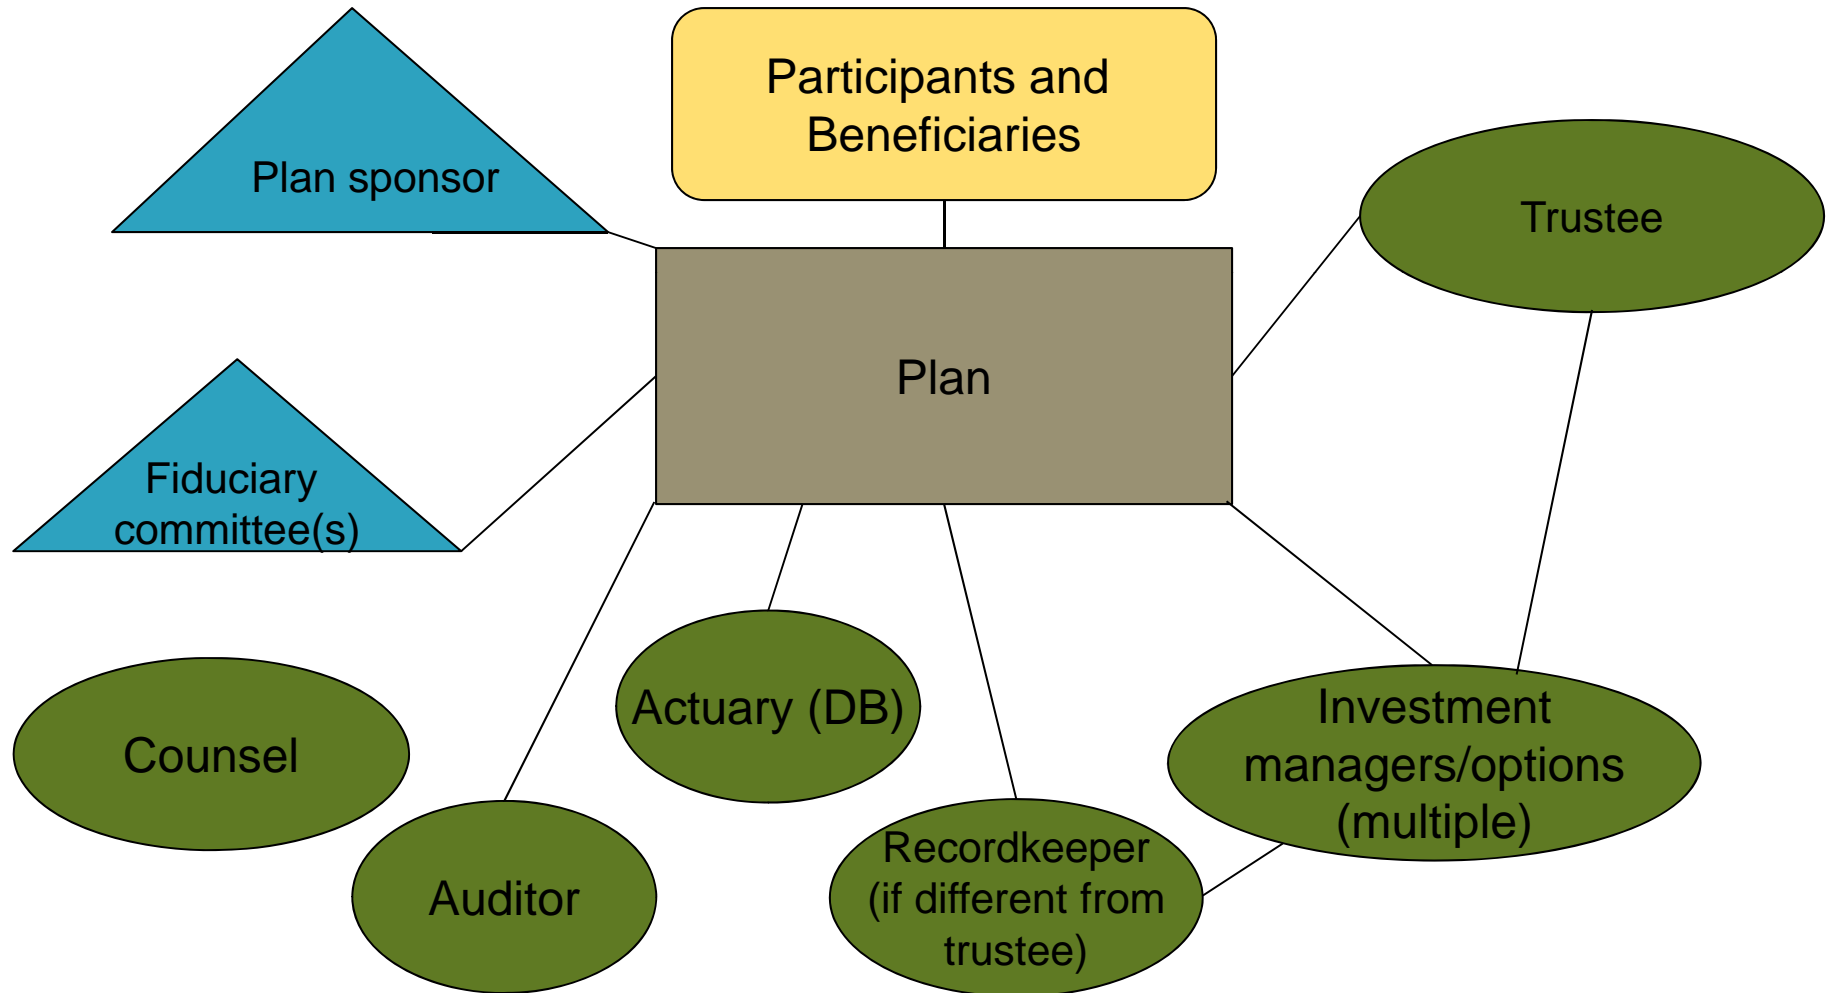 Participants and
Beneficiaries
Plan sponsor
Trustee
Plan
Fiduciary
committee(s)
Actuary (DB)
Counsel
Investment
managers/options
(multiple)
Auditor
Recordkeeper
(if different from
trustee)